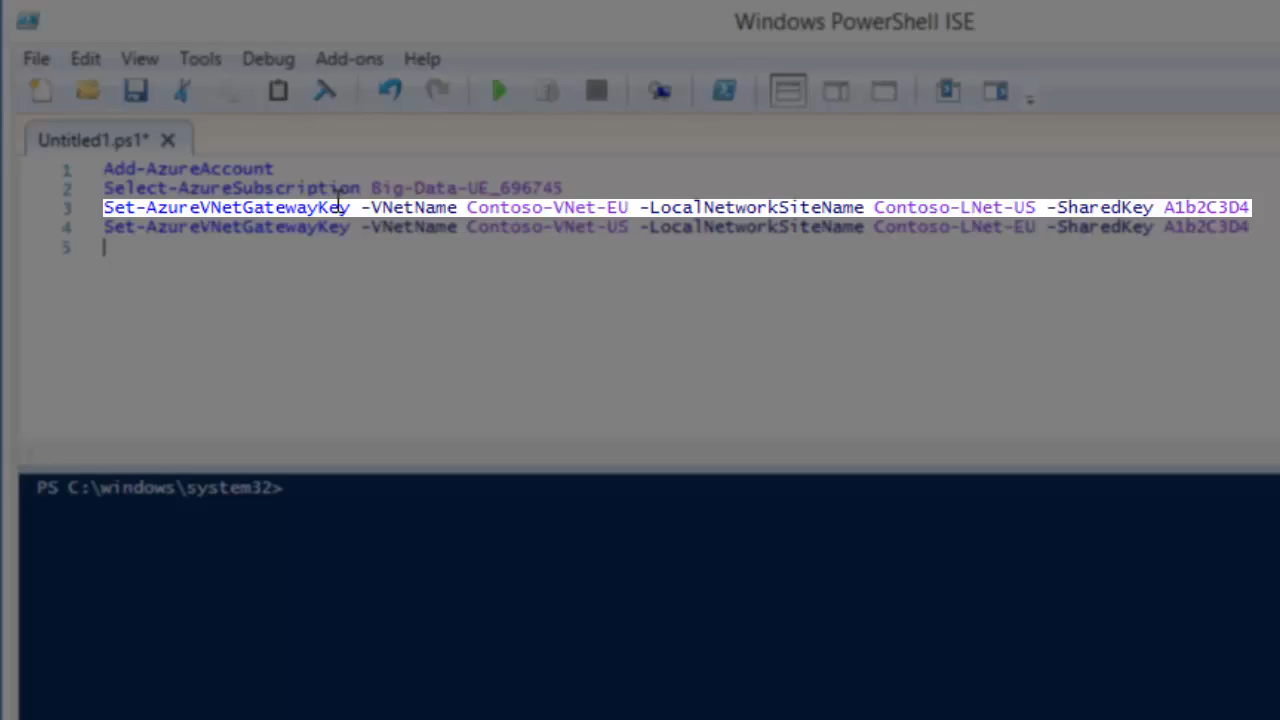 Windows PowerShell ISE
File Edit View Tools Debug Add-ons Help
Untitled1.ps1*
1 Add-AzureAccount
2 Select-AzureSubscription Big-Data-UE_696745
3 Set-AzureVNetGatewayKey -VNetName Contoso-VNet-EU -LocalNetworkSiteName Contoso-LNet-US -SharedKey A1b2C3D4
4 Set-AzureVNetGatewayKey -VNetName Contoso-VNet-US -LocalNetworkSiteName Contoso-LNet-EU -SharedKey A1b2C3D4
5
PS C:\windows\system32>